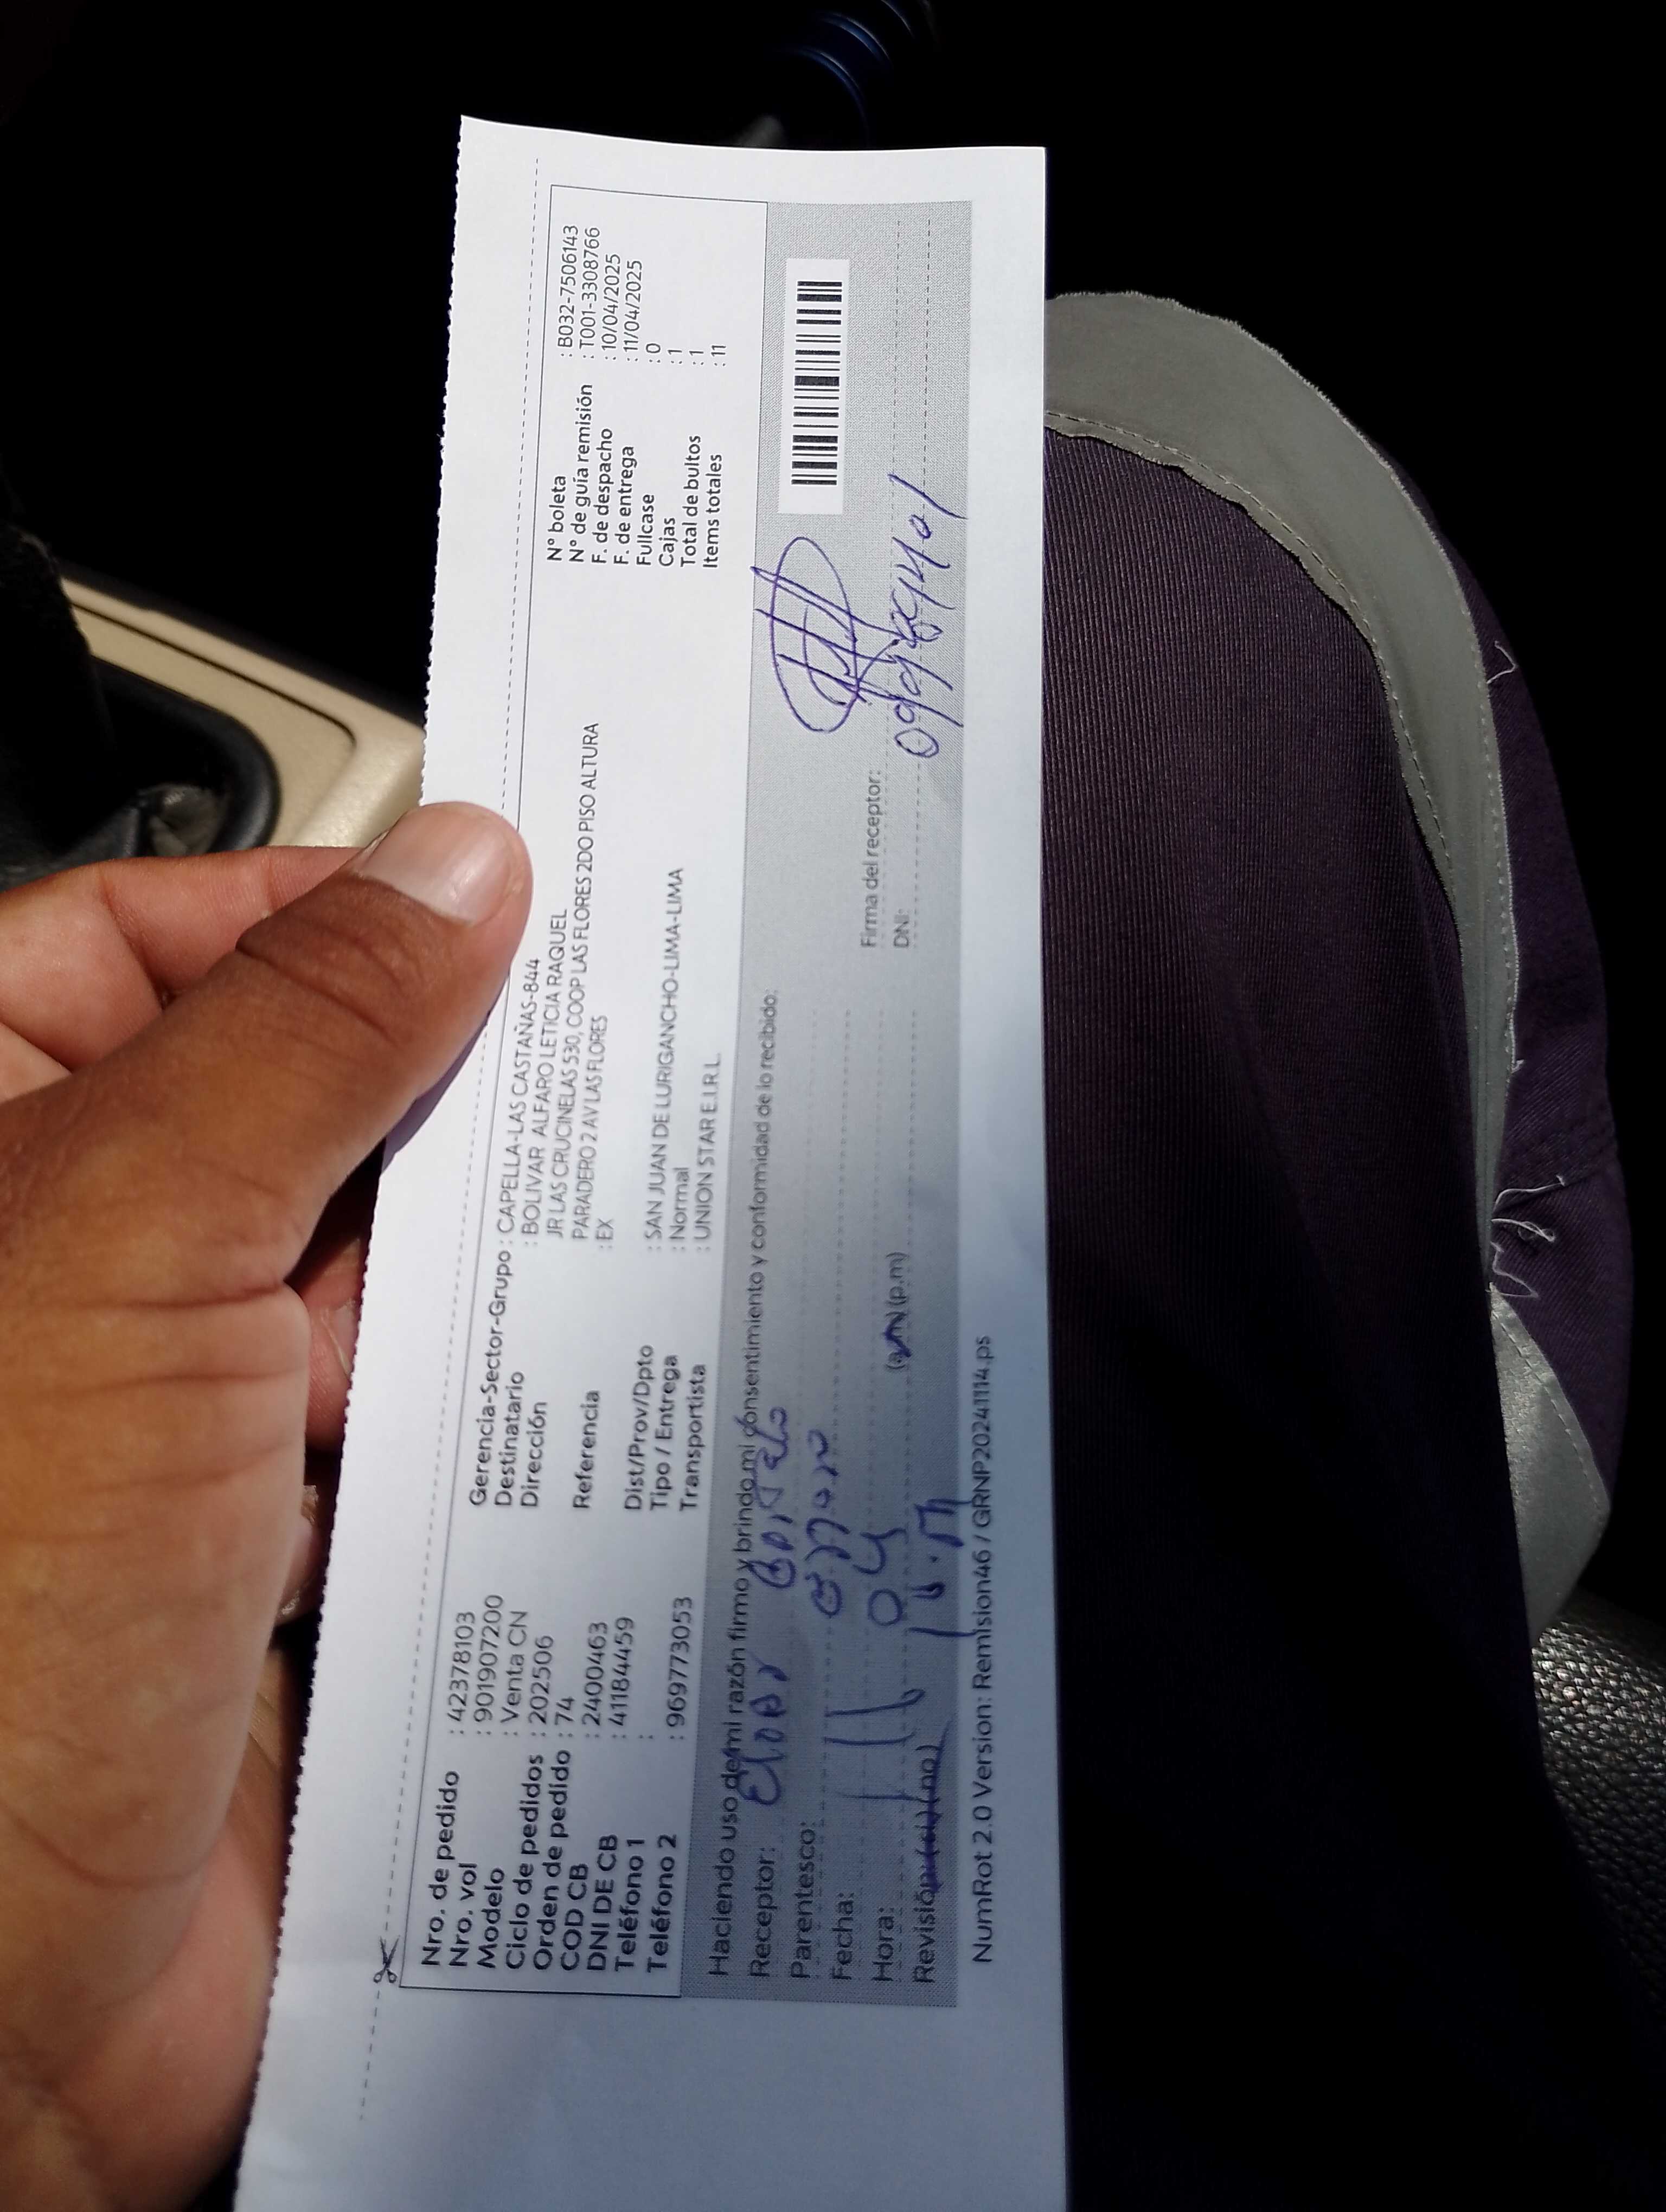 Nro. de pedido : 42378103
Nro. vol : 901907200
Modelo : Venta CN
Ciclo de pedidos : 202506
Orden de pedido : 74
COD CB : 2400463
DNI DE CB : 41184459
Teléfono 1 :
Teléfono 2 : 969773053
Gerencia-Sector-Grupo : CAPELLA-LAS CASTAÑAS-844
Destinatario : BOLIVAR ALFARO LETICIA RAQUEL
Dirección JR LAS CRUCINELAS 530, COOP LAS FLORES 2DO PISO ALTURA
PARADERO 2 AV LAS FLORES
Referencia : EX
Dist/Prov/Dpto : SAN JUAN DE LURIGANCHO-LIMA-LIMA
Tipo / Entrega : Normal
Transportista : UNION STAR E.I.R.L.
N° boleta : B032-7506143
N° de guía remisión : T001-3308766
F. de despacho : 10/04/2025
F. de entrega : 11/04/2025
Fullcase : 0
Cajas : 1
Total de bultos : 1
Items totales : 11
Haciendo uso de mi razón firmo y brindo mi consentimiento y conformidad de lo recibido:
Receptor:
Parentesco:
Fecha: 11 04
Hora: (a.m) (p.m)
Revisión: (si) (no)
Firma del receptor:
DNI:
NumRot 2.0 Version: Remision46 / GRNP20241114.ps